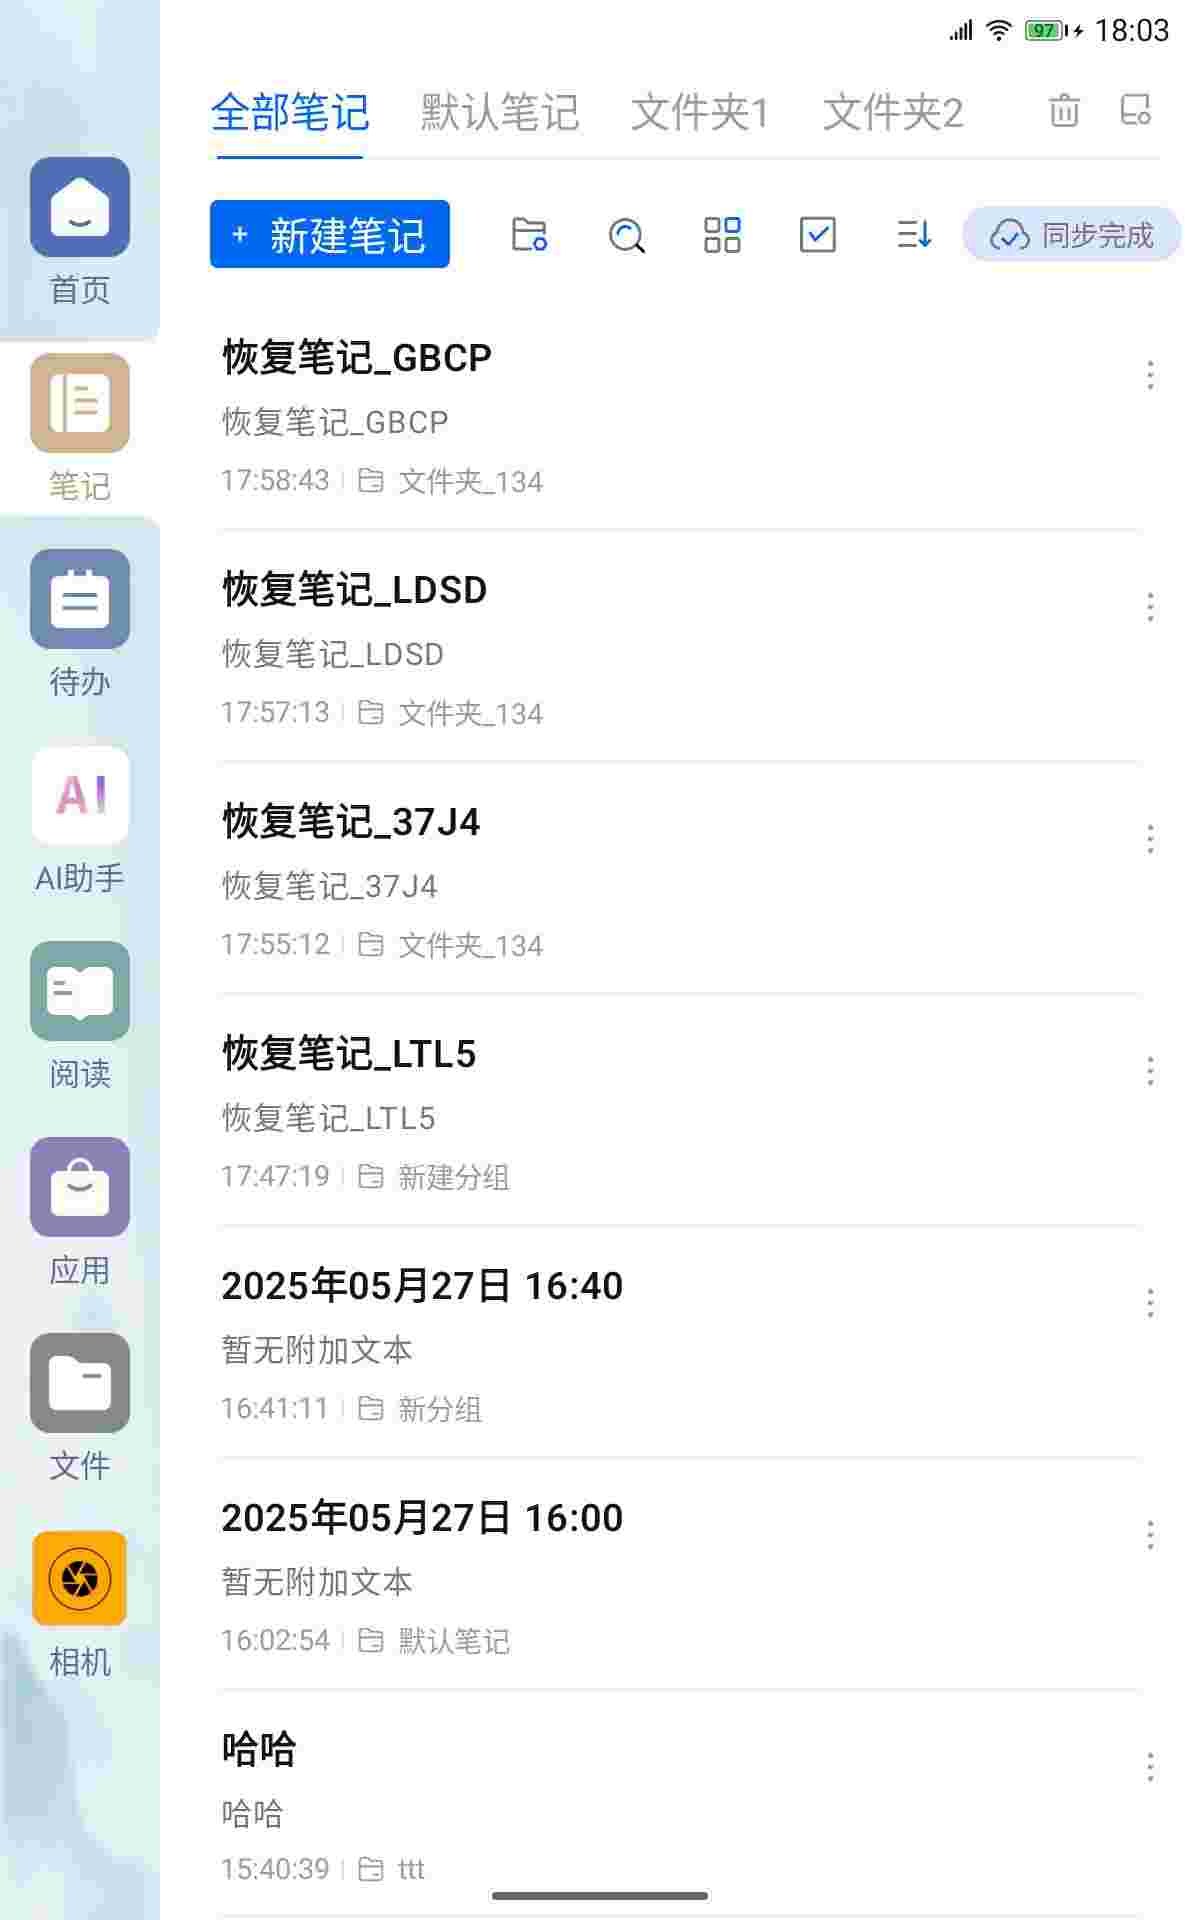 97 18:03
全部笔记 默认笔记 文件夹1 文件夹2
+ 新建笔记 同步完成
首页
笔记
待办
AI
AI助手
阅读
应用
文件
相机
恢复笔记_GBCP
恢复笔记_GBCP
17:58:43 文件夹_134
恢复笔记_LDSD
恢复笔记_LDSD
17:57:13 文件夹_134
恢复笔记_37J4
恢复笔记_37J4
17:55:12 文件夹_134
恢复笔记_LTL5
恢复笔记_LTL5
17:47:19 新建分组
2025年05月27日 16:40
暂无附加文本
16:41:11 新分组
2025年05月27日 16:00
暂无附加文本
16:02:54 默认笔记
哈哈
哈哈
15:40:39 ttt